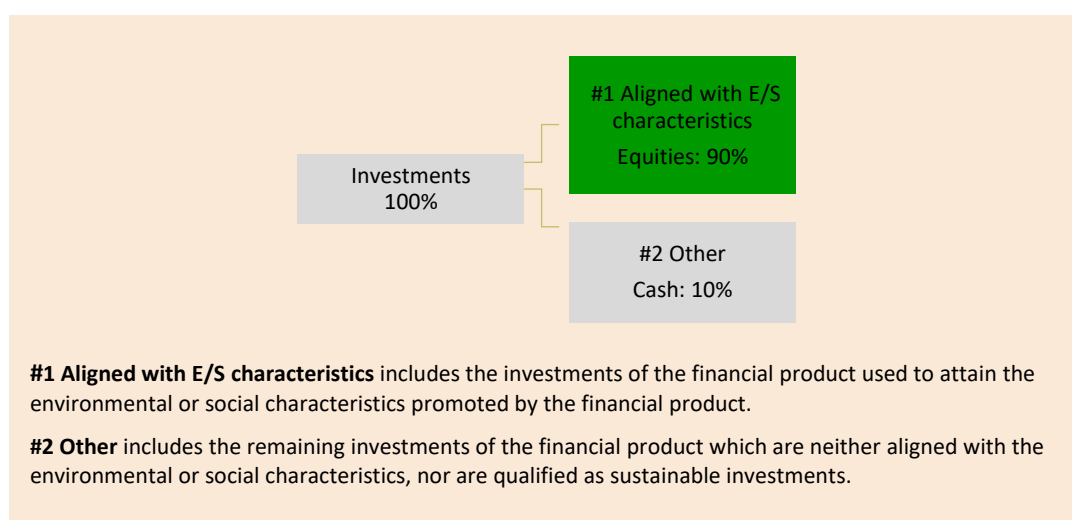 #1 Aligned with E/S
characteristics
Equities: 90%
Investments
100%
#2 Other
Cash: 10%
#1 Aligned with E/S characteristics includes the investments of the financial product used to attain the
environmental or social characteristics promoted by the financial product.
#2 Other includes the remaining investments of the financial product which are neither aligned with the
environmental or social characteristics, nor are qualified as sustainable investments.